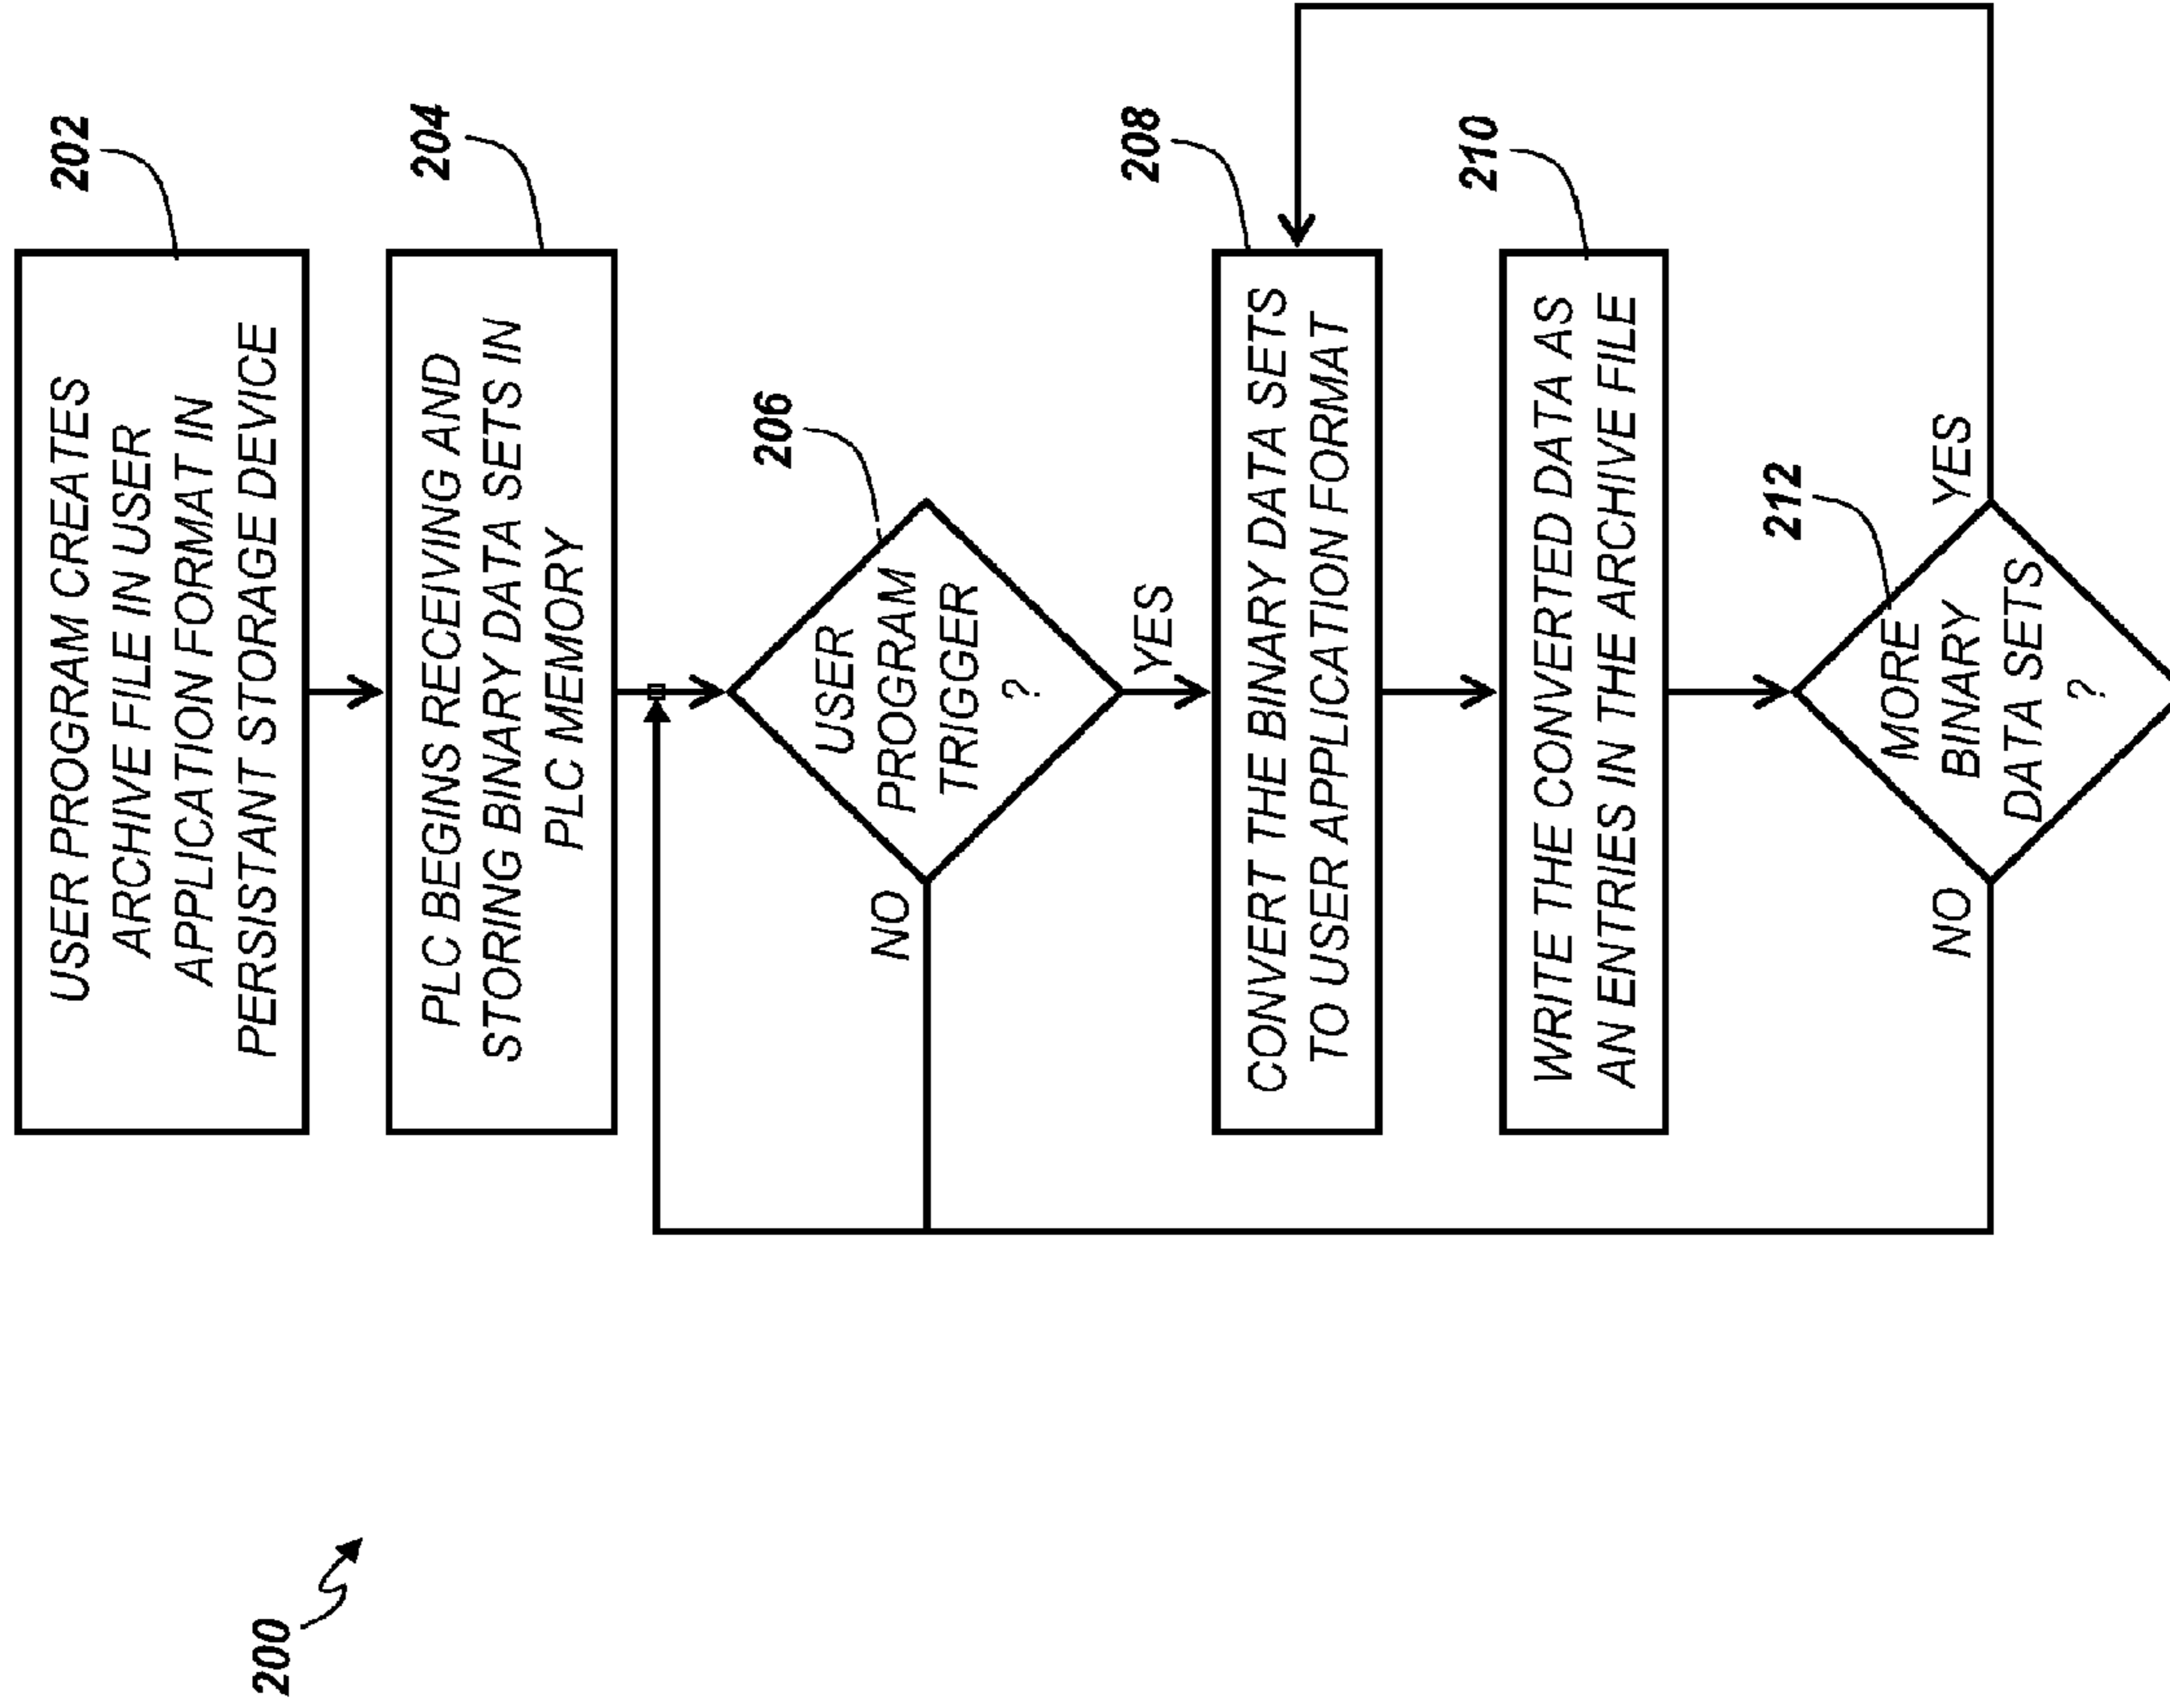 200
202
USER PROGRAM CREATES
ARCHIVE FILE IN USER
APPLICATION FORMAT IN
PERSISTANT STORAGE DEVICE
204
PLC BEGINS RECEIVING AND
STORING BINARY DATA SETS IN
PLC MEMORY
206
USER
PROGRAM
TRIGGER
?
NO
YES
208
CONVERT THE BINARY DATA SETS
TO USER APPLICATION FORMAT
210
WRITE THE CONVERTED DATA AS
AN ENTRIES IN THE ARCHIVE FILE
212
MORE
BINARY
DATA SETS
?
NO
YES